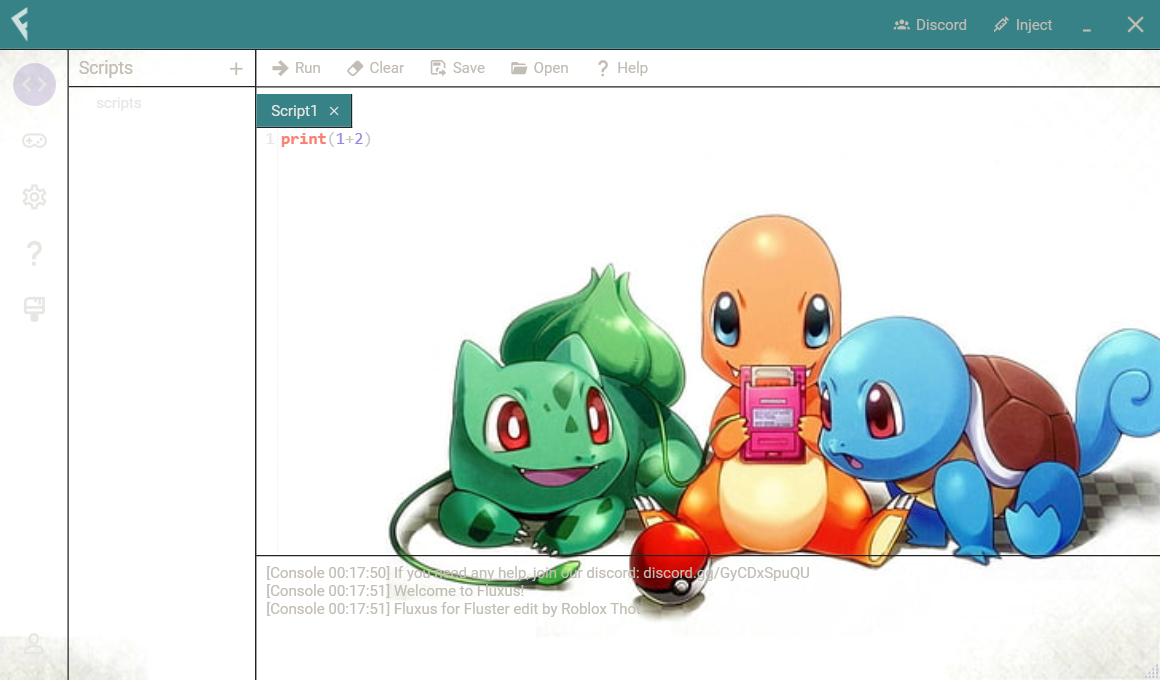 Discord Inject
Scripts + Run Clear Save Open ? Help
scripts
Script1 ×
1 print(1+2)
[Console 00:17:50] If you need any help, join our discord: discord.gg/GyCDxSpuQU
[Console 00:17:51] Welcome to Fluxus!
[Console 00:17:51] Fluxus for Fluster edit by Roblox Thot